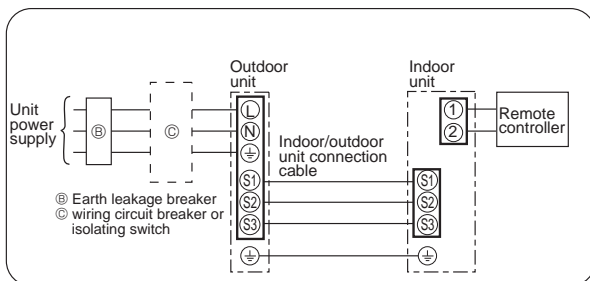 Outdoor
unit
Indoor
unit
Unit
power
supply
Ⓑ
Ⓒ
L
N
⏚
S1
S2
S3
⏚
Indoor/outdoor
unit connection
cable
1
2
Remote
controller
S1
S2
S3
⏚
Ⓑ Earth leakage breaker
Ⓒ wiring circuit breaker or
isolating switch